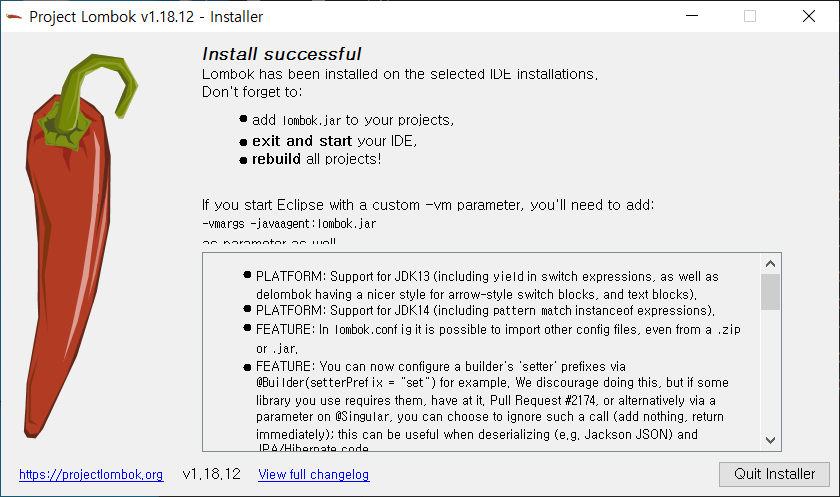 Project Lombok v1.18.12 - Installer
Install successful
Lombok has been installed on the selected IDE installations.
Don't forget to:
add lombok.jar to your projects,
exit and start your IDE,
rebuild all projects!
If you start Eclipse with a custom -vm parameter, you'll need to add:
-vmargs -javaagent:lombok.jar
as parameter as well.
PLATFORM: Support for JDK13 (including yield in switch expressions, as well as
delombok having a nicer style for arrow-style switch blocks, and text blocks).
PLATFORM: Support for JDK14 (including pattern match instanceof expressions).
FEATURE: In lombok.config it is possible to import other config files, even from a .zip
or .jar.
FEATURE: You can now configure a builder's 'setter' prefixes via
@Builder(setterPrefix = "set") for example. We discourage doing this, but if some
library you use requires them, have at it. Pull Request #2174, or alternatively via a
parameter on @Singular, you can choose to ignore such a call (add nothing, return
immediately); this can be useful when deserializing (e.g. Jackson JSON) and
JPA/Hibernate code.
https://projectlombok.org v1.18.12 View full changelog Quit Installer